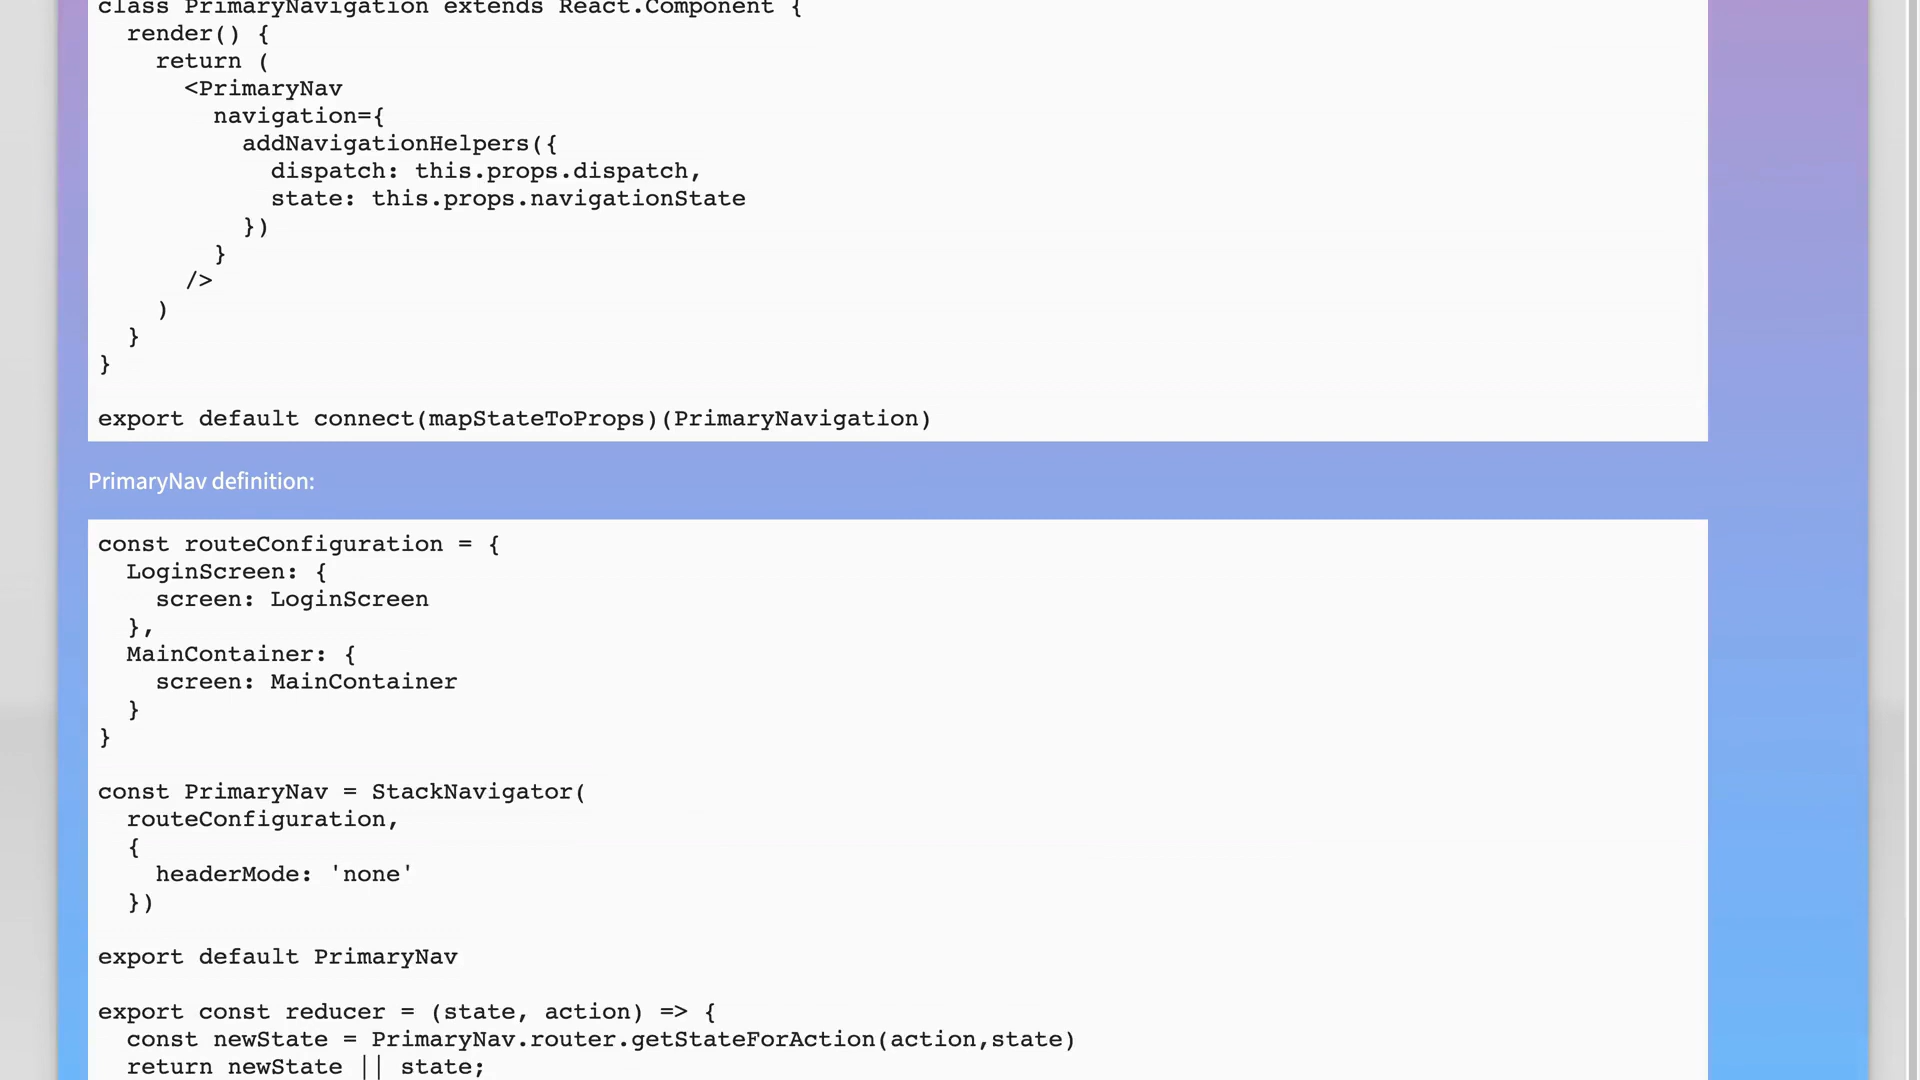 class PrimaryNavigation extends React.Component {
  render() {
    return (
      <PrimaryNav
        navigation={
          addNavigationHelpers({
            dispatch: this.props.dispatch,
            state: this.props.navigationState
          })
        }
      />
    )
  }
}

export default connect(mapStateToProps)(PrimaryNavigation)
PrimaryNav definition:
const routeConfiguration = {
  LoginScreen: {
    screen: LoginScreen
  },
  MainContainer: {
    screen: MainContainer
  }
}

const PrimaryNav = StackNavigator(
  routeConfiguration,
  {
    headerMode: 'none'
  })

export default PrimaryNav

export const reducer = (state, action) => {
  const newState = PrimaryNav.router.getStateForAction(action,state)
  return newState || state;